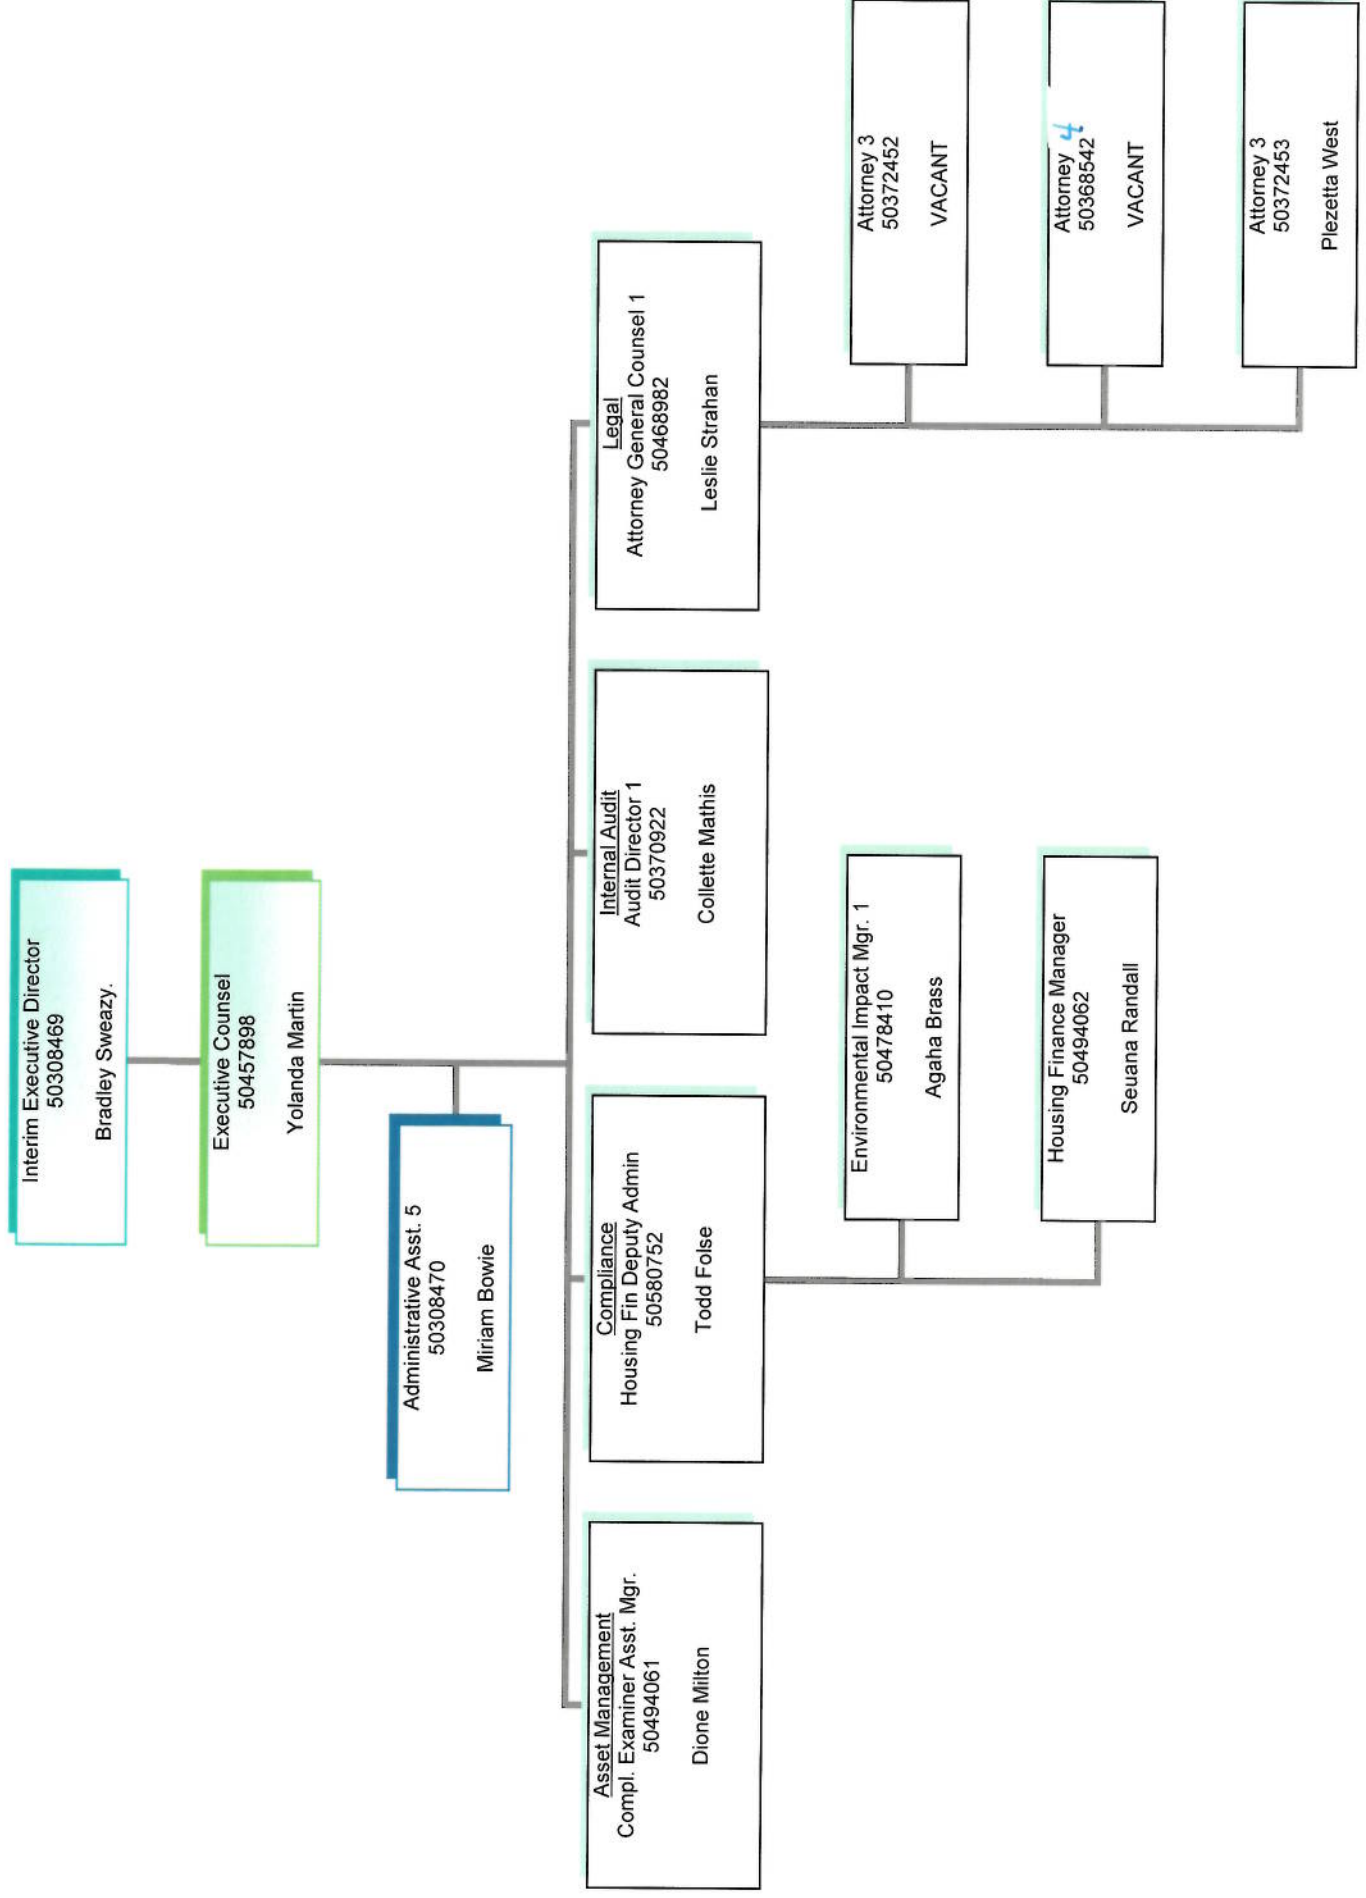 Interim Executive Director
50308469
Bradley Sweazy.
Executive Counsel
50457898
Yolanda Martin
Administrative Asst. 5
50308470
Miriam Bowie
Asset Management
Compl. Examiner Asst. Mgr.
50494061
Dione Milton
Compliance
Housing Fin Deputy Admin
50580752
Todd Folse
Internal Audit
Audit Director 1
50370922
Collette Mathis
Legal
Attorney General Counsel 1
50468982
Leslie Strahan
Environmental Impact Mgr. 1
50478410
Agaha Brass
Housing Finance Manager
50494062
Seuana Randall
Attorney 3
50372452
VACANT
Attorney 4
50368542
VACANT
Attorney 3
50372453
Plezetta West